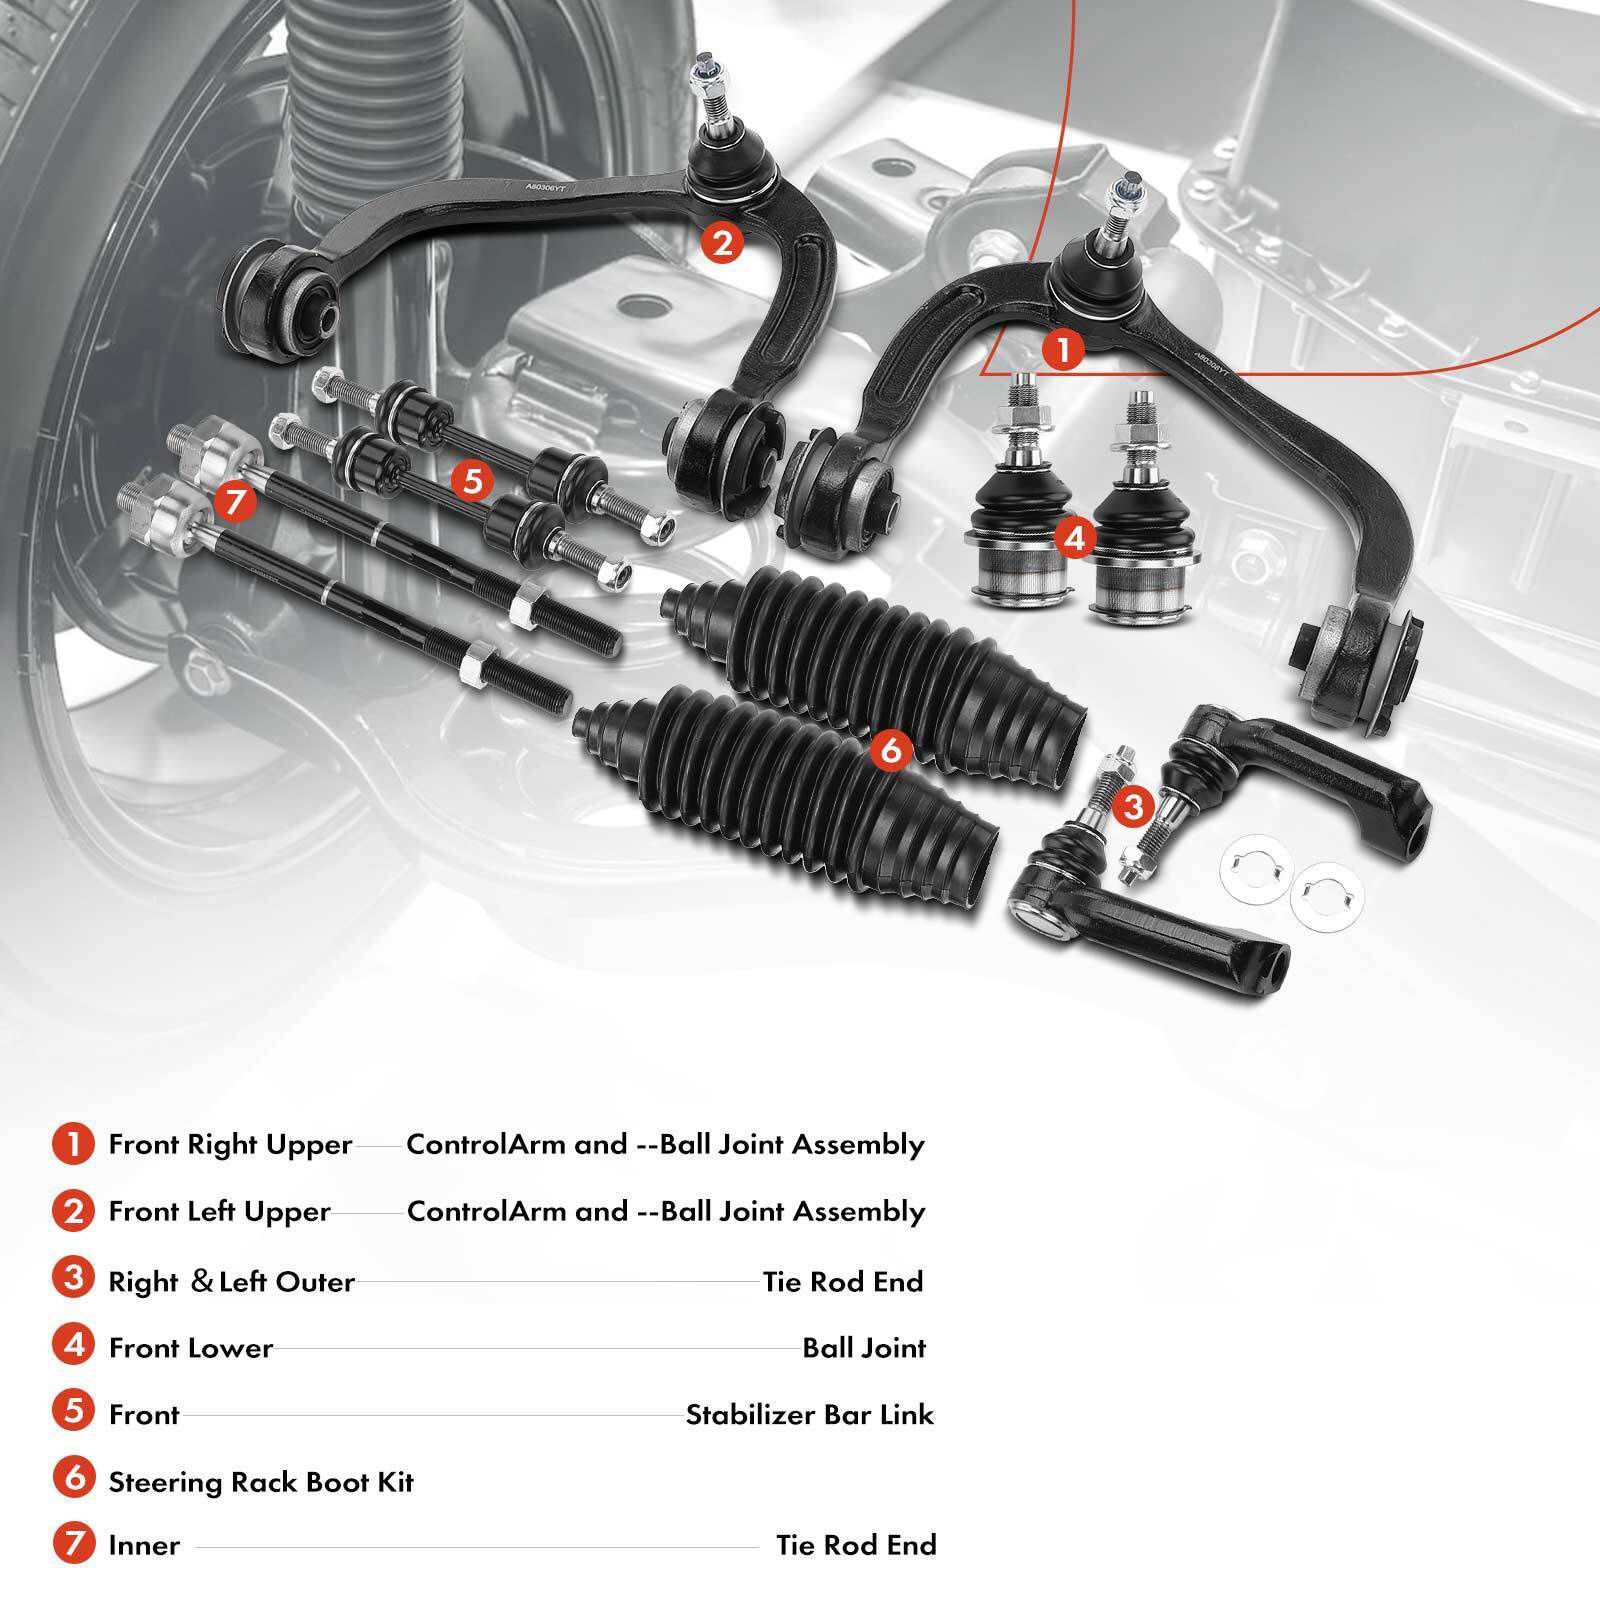 A80306YT
2
1
A80308YT
5
7
4
6
3
1 Front Right Upper ControlArm and --Ball Joint Assembly
2 Front Left Upper ControlArm and --Ball Joint Assembly
3 Right & Left Outer Tie Rod End
4 Front Lower Ball Joint
5 Front Stabilizer Bar Link
6 Steering Rack Boot Kit
7 Inner Tie Rod End